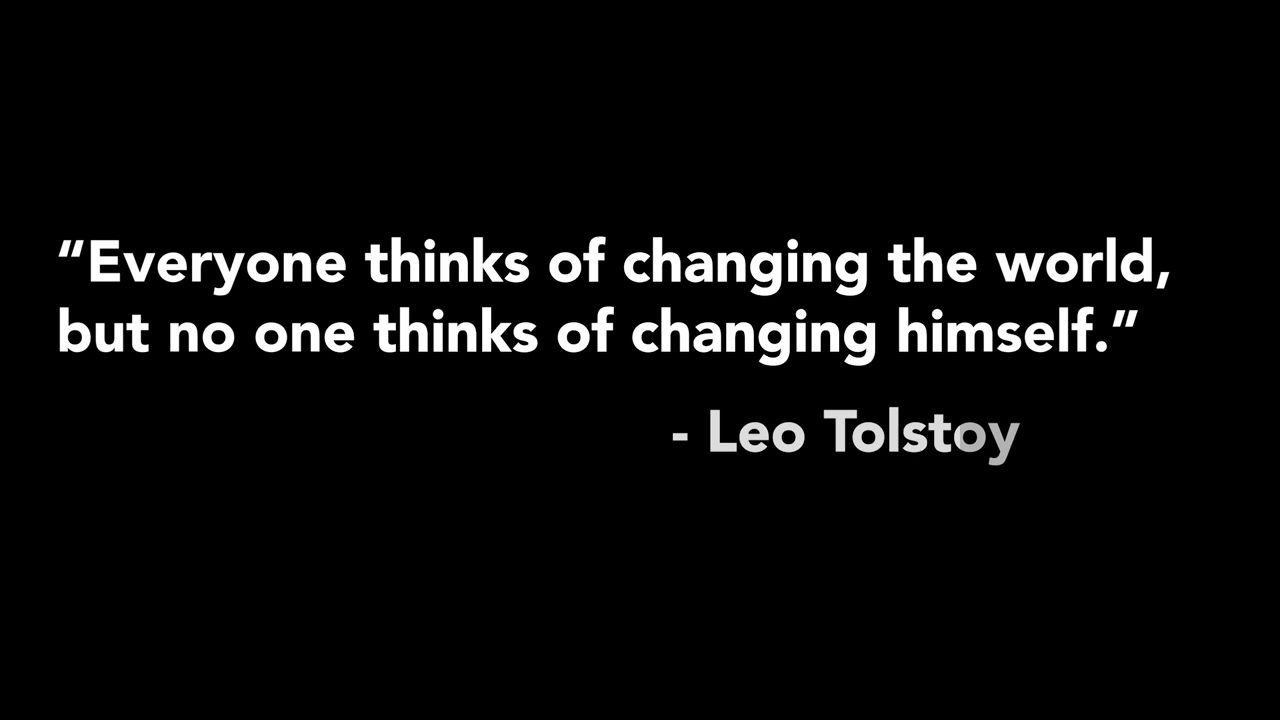 “Everyone thinks of changing the world,
but no one thinks of changing himself.”
- Leo Tolstoy